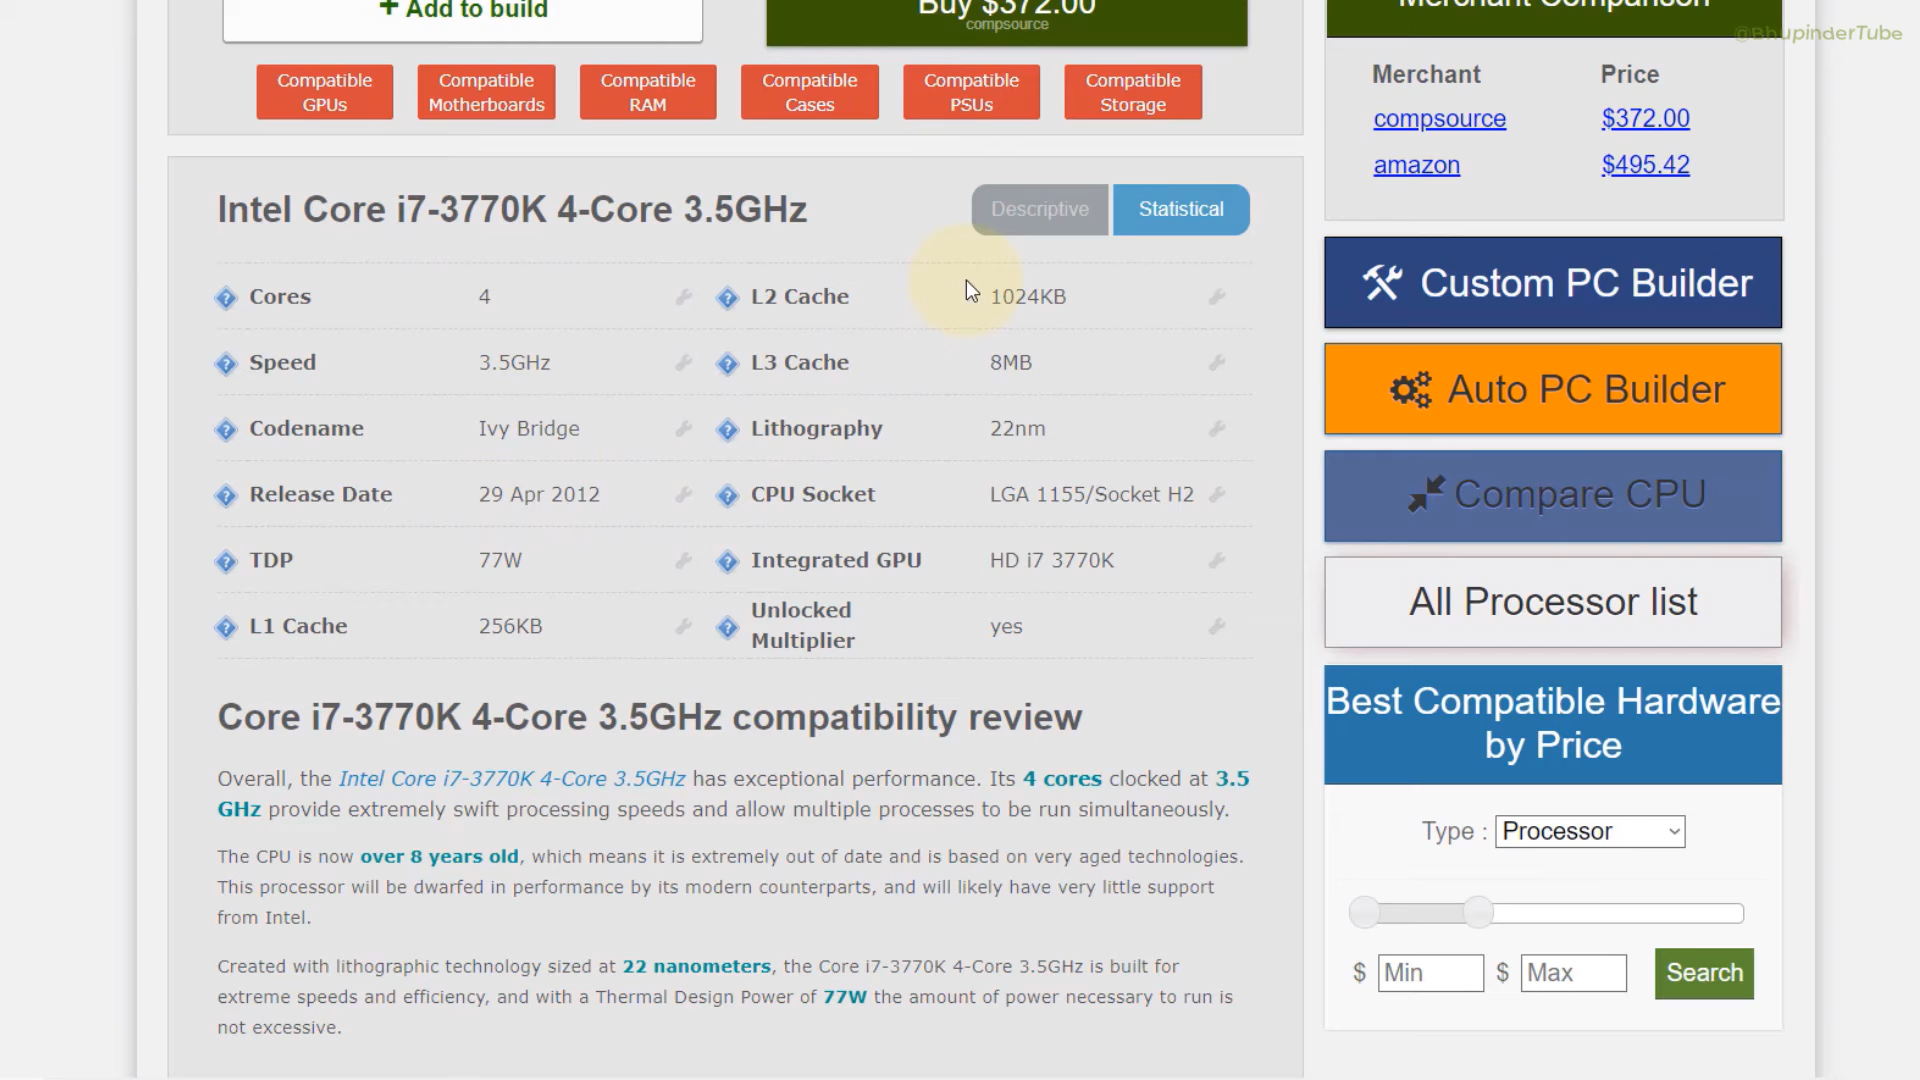 + Add to build
Buy $372.00
compsource
Compatible GPUs
Compatible Motherboards
Compatible RAM
Compatible Cases
Compatible PSUs
Compatible Storage
Intel Core i7-3770K 4-Core 3.5GHz
Descriptive
Statistical
Cores 4 L2 Cache 1024KB
Speed 3.5GHz L3 Cache 8MB
Codename Ivy Bridge Lithography 22nm
Release Date 29 Apr 2012 CPU Socket LGA 1155/Socket H2
TDP 77W Integrated GPU HD i7 3770K
L1 Cache 256KB Unlocked Multiplier yes
Core i7-3770K 4-Core 3.5GHz compatibility review
Overall, the Intel Core i7-3770K 4-Core 3.5GHz has exceptional performance. Its 4 cores clocked at 3.5
GHz provide extremely swift processing speeds and allow multiple processes to be run simultaneously.
The CPU is now over 8 years old, which means it is extremely out of date and is based on very aged technologies.
This processor will be dwarfed in performance by its modern counterparts, and will likely have very little support
from Intel.
Created with lithographic technology sized at 22 nanometers, the Core i7-3770K 4-Core 3.5GHz is built for
extreme speeds and efficiency, and with a Thermal Design Power of 77W the amount of power necessary to run is
not excessive.
Merchant Comparison
@BhupinderTube
Merchant Price
compsource $372.00
amazon $495.42
Custom PC Builder
Auto PC Builder
Compare CPU
All Processor list
Best Compatible Hardware
by Price
Type : Processor
$ Min $ Max Search